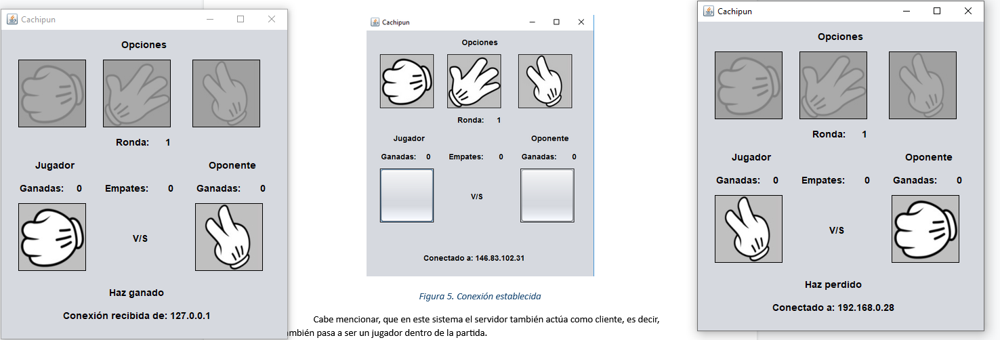 Cachipun
Opciones
Ronda: 1
Jugador Oponente
Ganadas: 0 Empates: 0 Ganadas: 0
V/S
Haz ganado
Conexión recibida de: 127.0.0.1
Cachipun
Opciones
Ronda: 1
Jugador Oponente
Ganadas: 0 Empates: 0 Ganadas: 0
V/S
Conectado a: 146.83.102.31
Figura 5. Conexión establecida
Cabe mencionar, que en este sistema el servidor también actúa como cliente, es decir,
mbién pasa a ser un jugador dentro de la partida.
Cachipun
Opciones
Ronda: 1
Jugador Oponente
Ganadas: 0 Empates: 0 Ganadas: 0
V/S
Haz perdido
Conectado a: 192.168.0.28